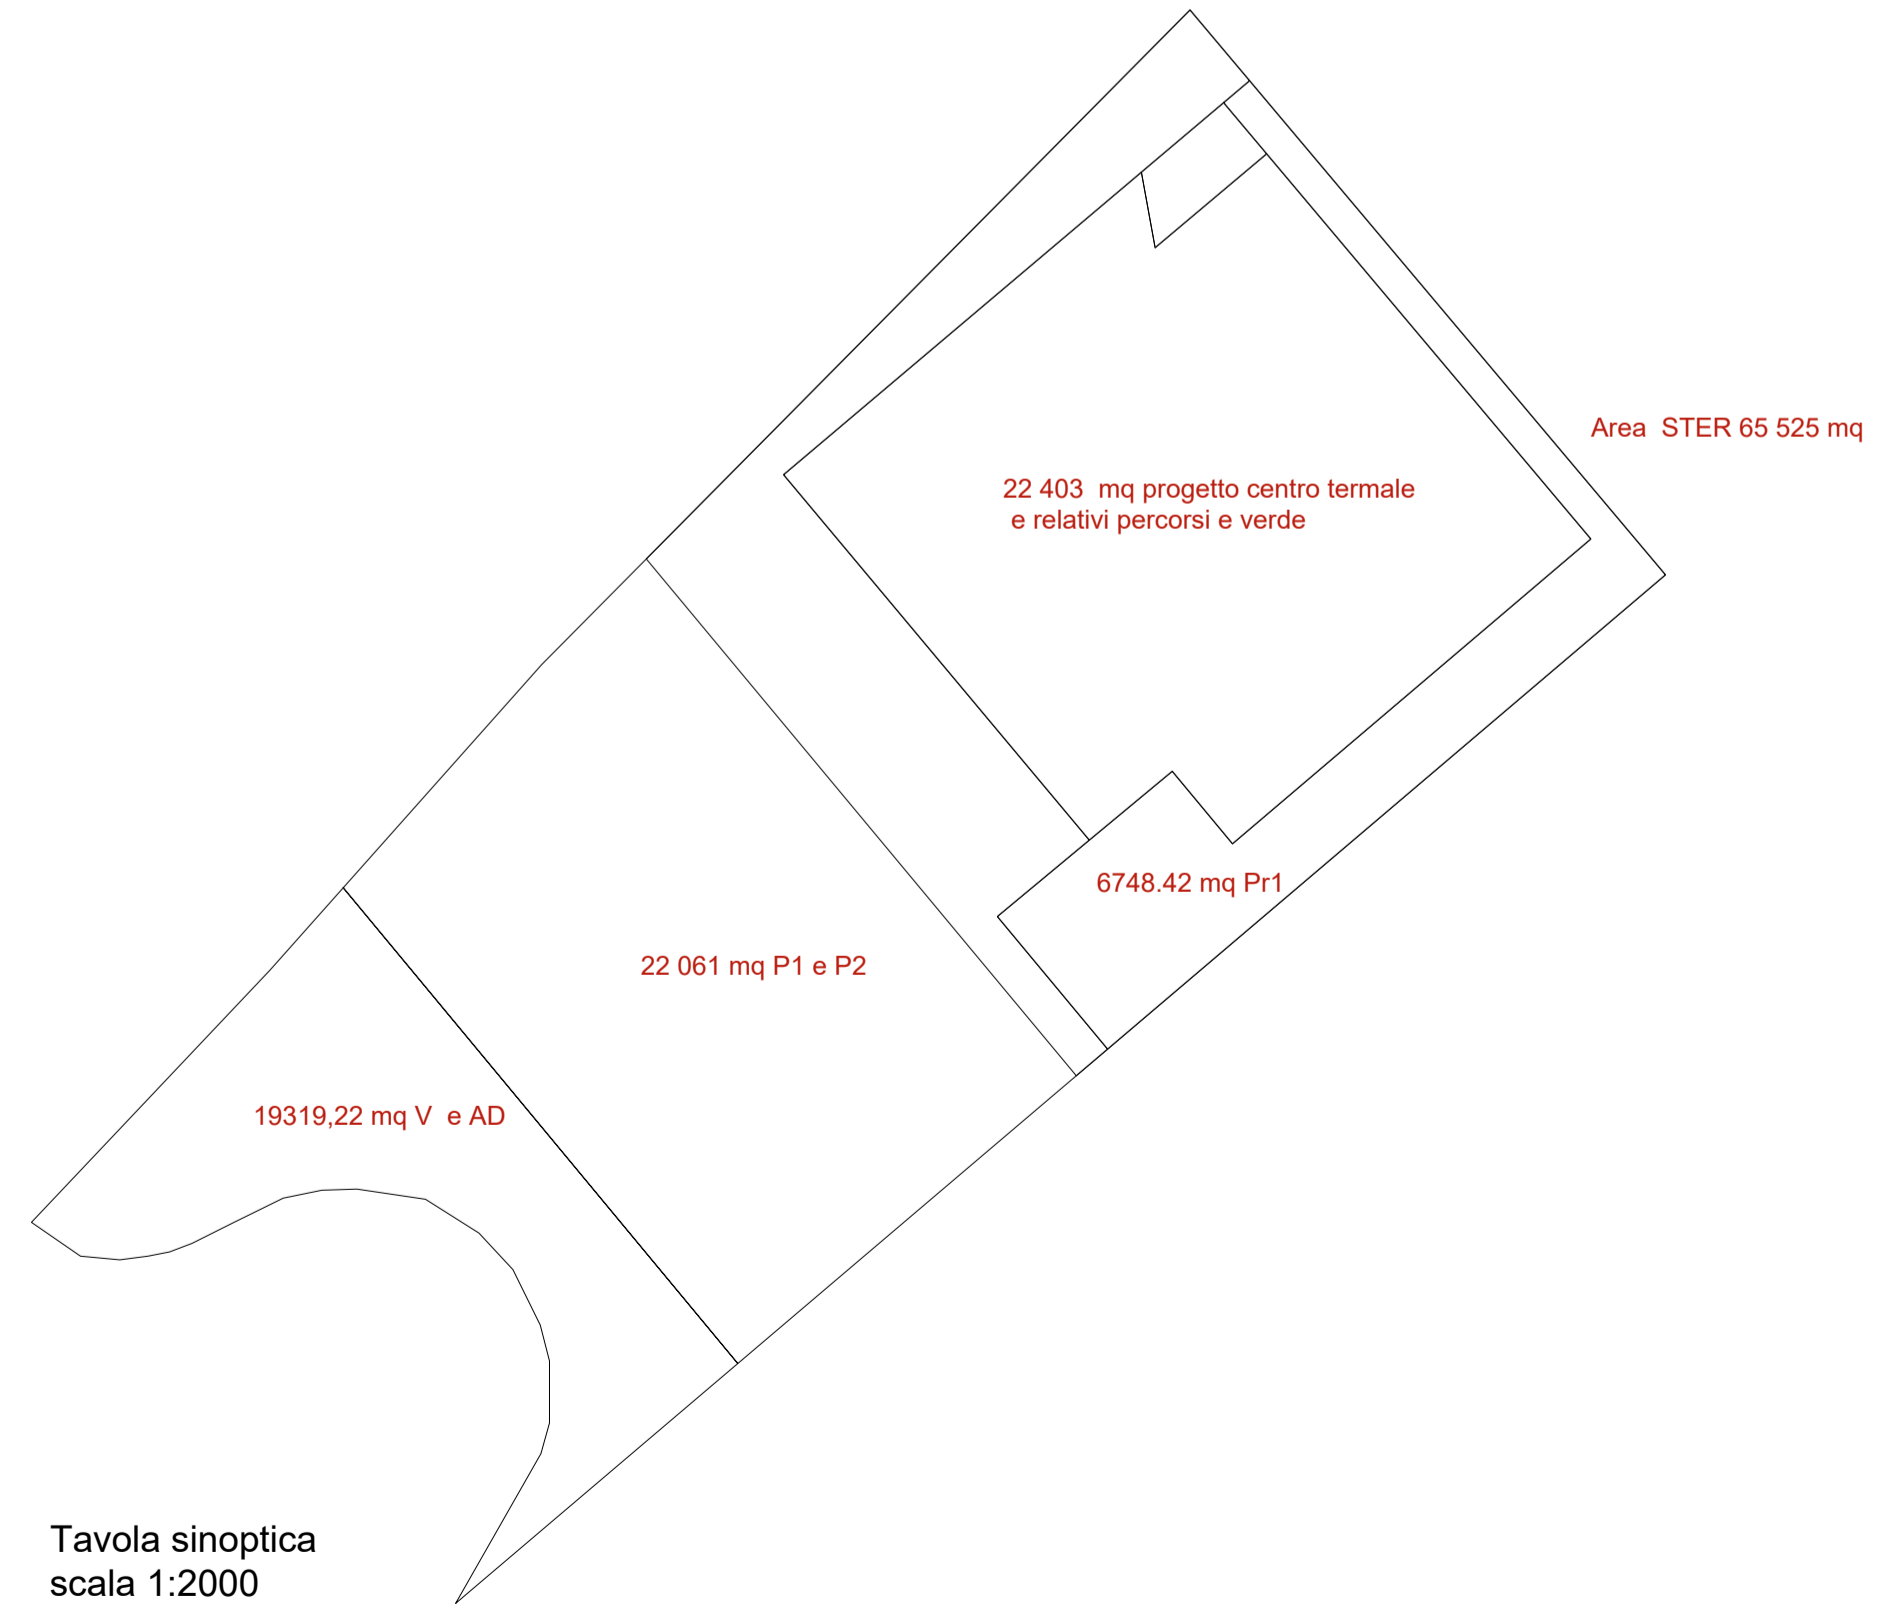 Area  STER 65 525 mq
22 403  mq progetto centro termale
e relativi percorsi e verde
6748.42 mq Pr1
22 061 mq P1 e P2
19319,22 mq V  e AD
Tavola sinoptica
scala 1:2000